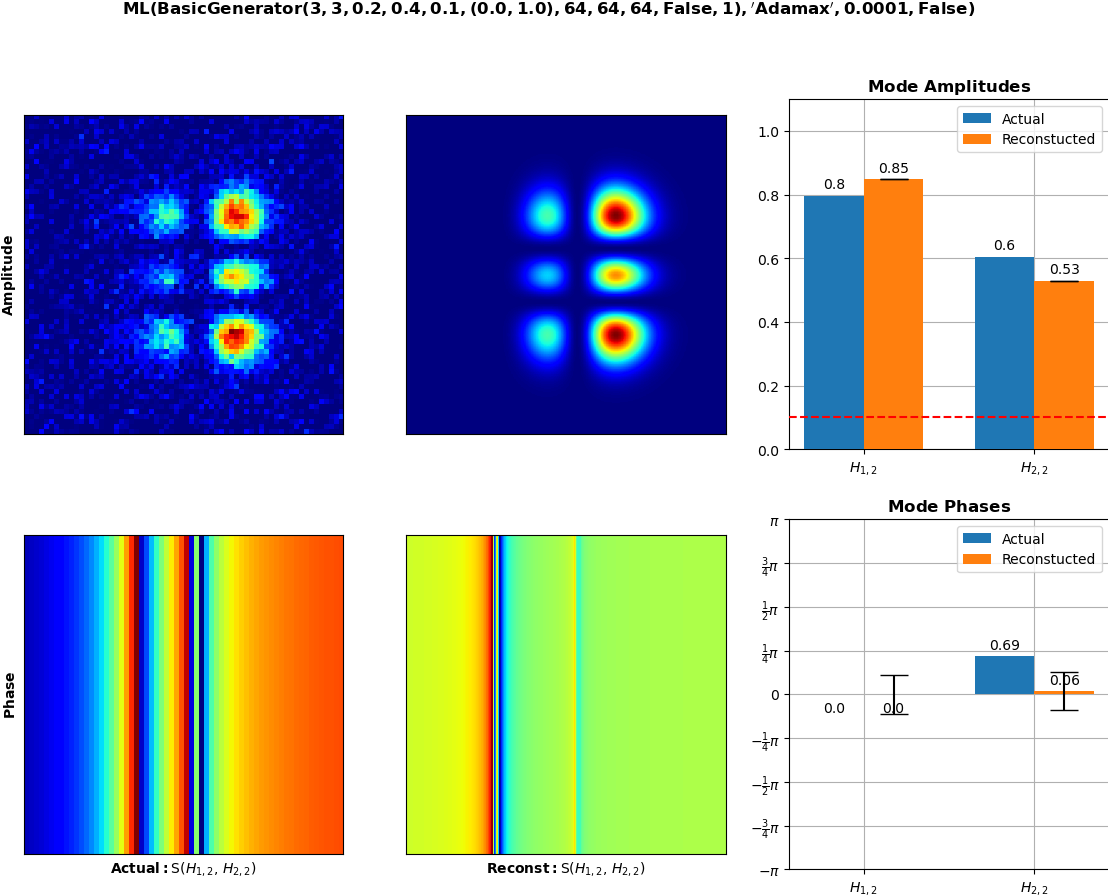 ML(BasicGenerator(3, 3, 0.2, 0.4, 0.1, (0.0, 1.0), 64, 64, 64, False, 1), ′Adamax′, 0.0001, False)
Amplitude
Mode Amplitudes
Actual
Reconstucted
1.0
0.8
0.6
0.4
0.2
0.0
0.8
0.85
0.6
0.53
H1, 2
H2, 2
Phase
Actual: S(H1, 2, H2, 2)
Reconst: S(H1, 2, H2, 2)
Mode Phases
Actual
Reconstucted
π
3/4π
1/2π
1/4π
0
−1/4π
−1/2π
−3/4π
−π
0.0
0.0
0.69
0.06
H1, 2
H2, 2